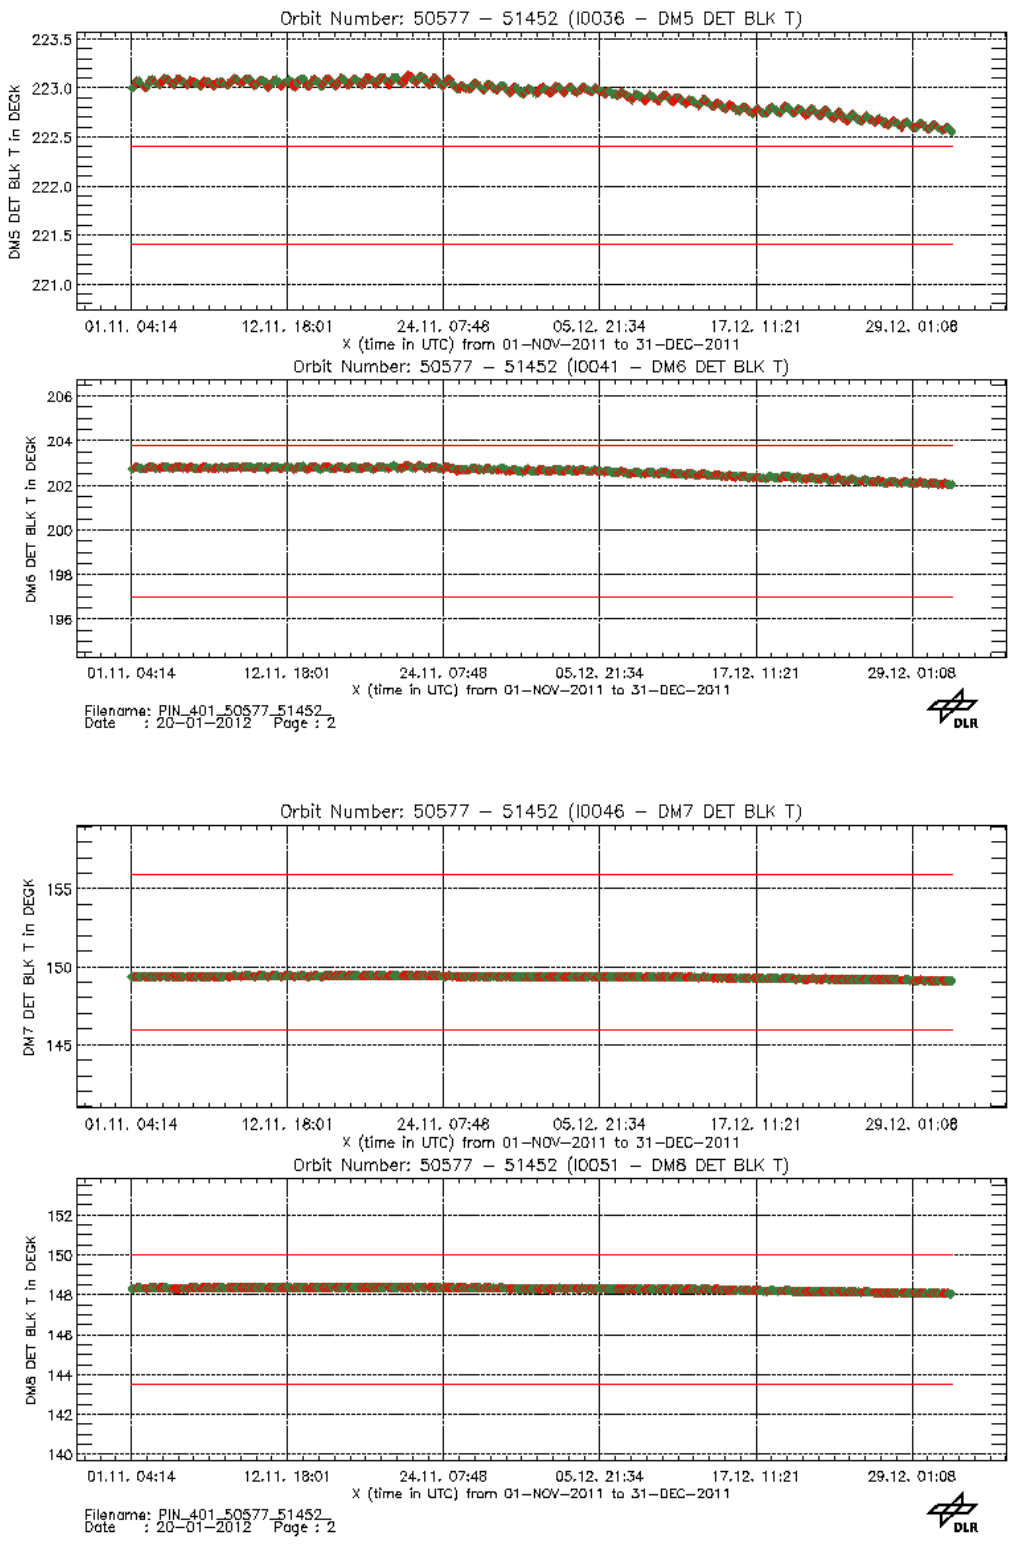 Orbit Number: 50577 – 51452 (I0036 – DM5 DET BLK T)
DM5 DET BLK T in DEGK
223.5
223.0
222.5
222.0
221.5
221.0
01.11. 04:14 12.11. 18:01 24.11. 07:48 05.12. 21:34 17.12. 11:21 29.12. 01:08
X (time in UTC) from 01–NOV–2011 to 31–DEC–2011
Orbit Number: 50577 – 51452 (I0041 – DM6 DET BLK T)
DM6 DET BLK T in DEGK
206
204
202
200
198
196
01.11. 04:14 12.11. 18:01 24.11. 07:48 05.12. 21:34 17.12. 11:21 29.12. 01:08
X (time in UTC) from 01–NOV–2011 to 31–DEC–2011
Filename: PIN_401_50577_51452_
Date : 20–01–2012 Page : 2
DLR
Orbit Number: 50577 – 51452 (I0046 – DM7 DET BLK T)
DM7 DET BLK T in DEGK
155
150
145
01.11. 04:14 12.11. 18:01 24.11. 07:48 05.12. 21:34 17.12. 11:21 29.12. 01:08
X (time in UTC) from 01–NOV–2011 to 31–DEC–2011
Orbit Number: 50577 – 51452 (I0051 – DM8 DET BLK T)
DM8 DET BLK T in DEGK
152
150
148
146
144
142
140
01.11. 04:14 12.11. 18:01 24.11. 07:48 05.12. 21:34 17.12. 11:21 29.12. 01:08
X (time in UTC) from 01–NOV–2011 to 31–DEC–2011
Filename: PIN_401_50577_51452_
Date : 20–01–2012 Page : 2
DLR